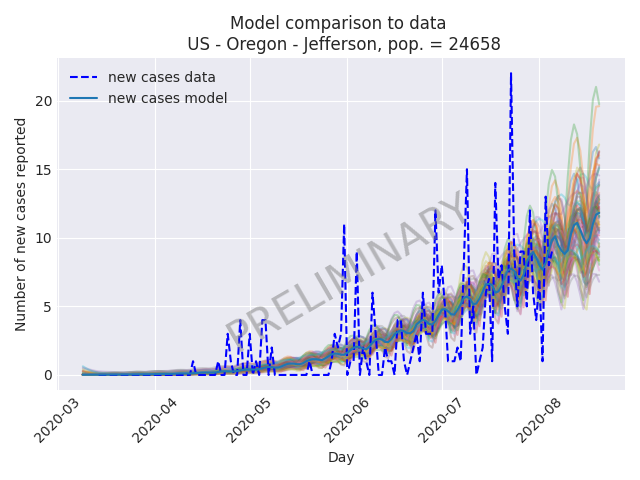 Model comparison to data
US - Oregon - Jefferson, pop. = 24658
new cases data
new cases model
PRELIMINARY
Number of new cases reported
20
15
10
5
0
2020-03
2020-04
2020-05
2020-06
2020-07
2020-08
Day